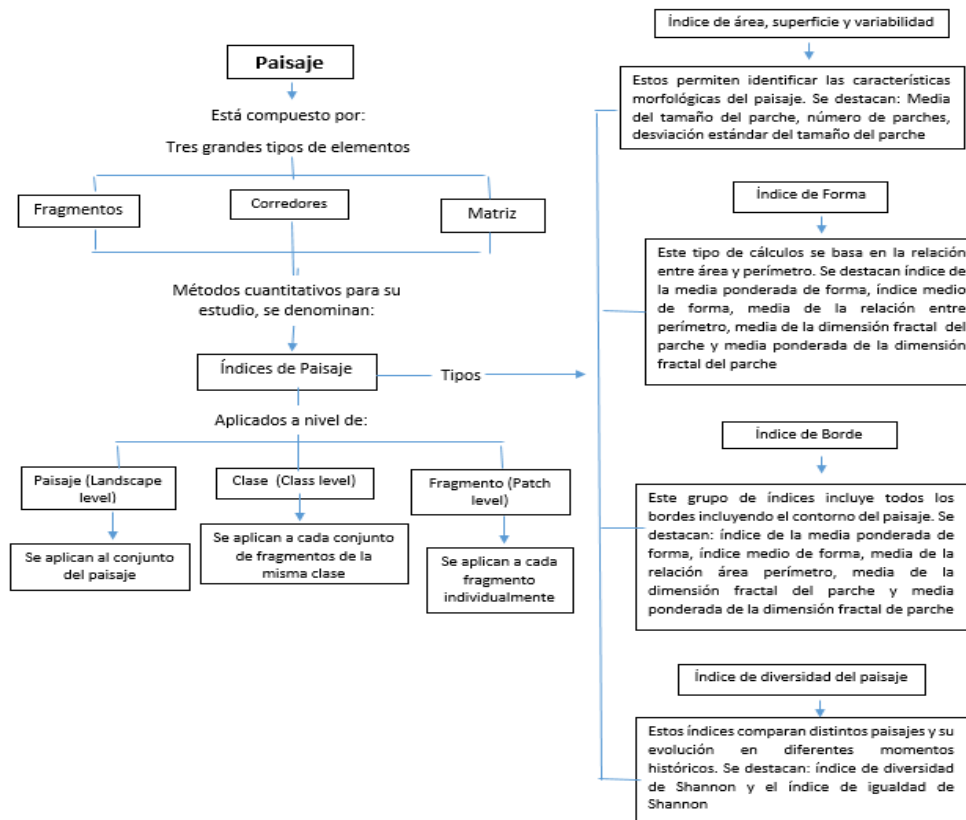 Paisaje
Está compuesto por:
Tres grandes tipos de elementos
Fragmentos
Corredores
Matriz
Métodos cuantitativos para su
estudio, se denominan:
Índices de Paisaje
Tipos
Aplicados a nivel de:
Paisaje (Landscape
level)
Clase (Class level)
Fragmento (Patch
level)
Se aplican al conjunto
del paisaje
Se aplican a cada conjunto
de fragmentos de la
misma clase
Se aplican a cada
fragmento
individualmente
Índice de área, superficie y variabilidad
Estos permiten identificar las características
morfológicas del paisaje. Se destacan: Media
del tamaño del parche, número de parches,
desviación estándar del tamaño del parche
Índice de Forma
Este tipo de cálculos se basa en la relación
entre área y perímetro. Se destacan índice de
la media ponderada de forma, índice medio
de forma, media de la relación entre
perímetro, media de la dimensión fractal del
parche y media ponderada de la dimensión
fractal del parche
Índice de Borde
Este grupo de índices incluye todos los
bordes incluyendo el contorno del paisaje. Se
destacan: índice de la media ponderada de
forma, índice medio de forma, media de la
relación área perímetro, media de la
dimensión fractal del parche y media
ponderada de la dimensión fractal de parche
Índice de diversidad del paisaje
Estos índices comparan distintos paisajes y su
evolución en diferentes momentos
históricos. Se destacan: índice de diversidad
de Shannon y el índice de igualdad de
Shannon